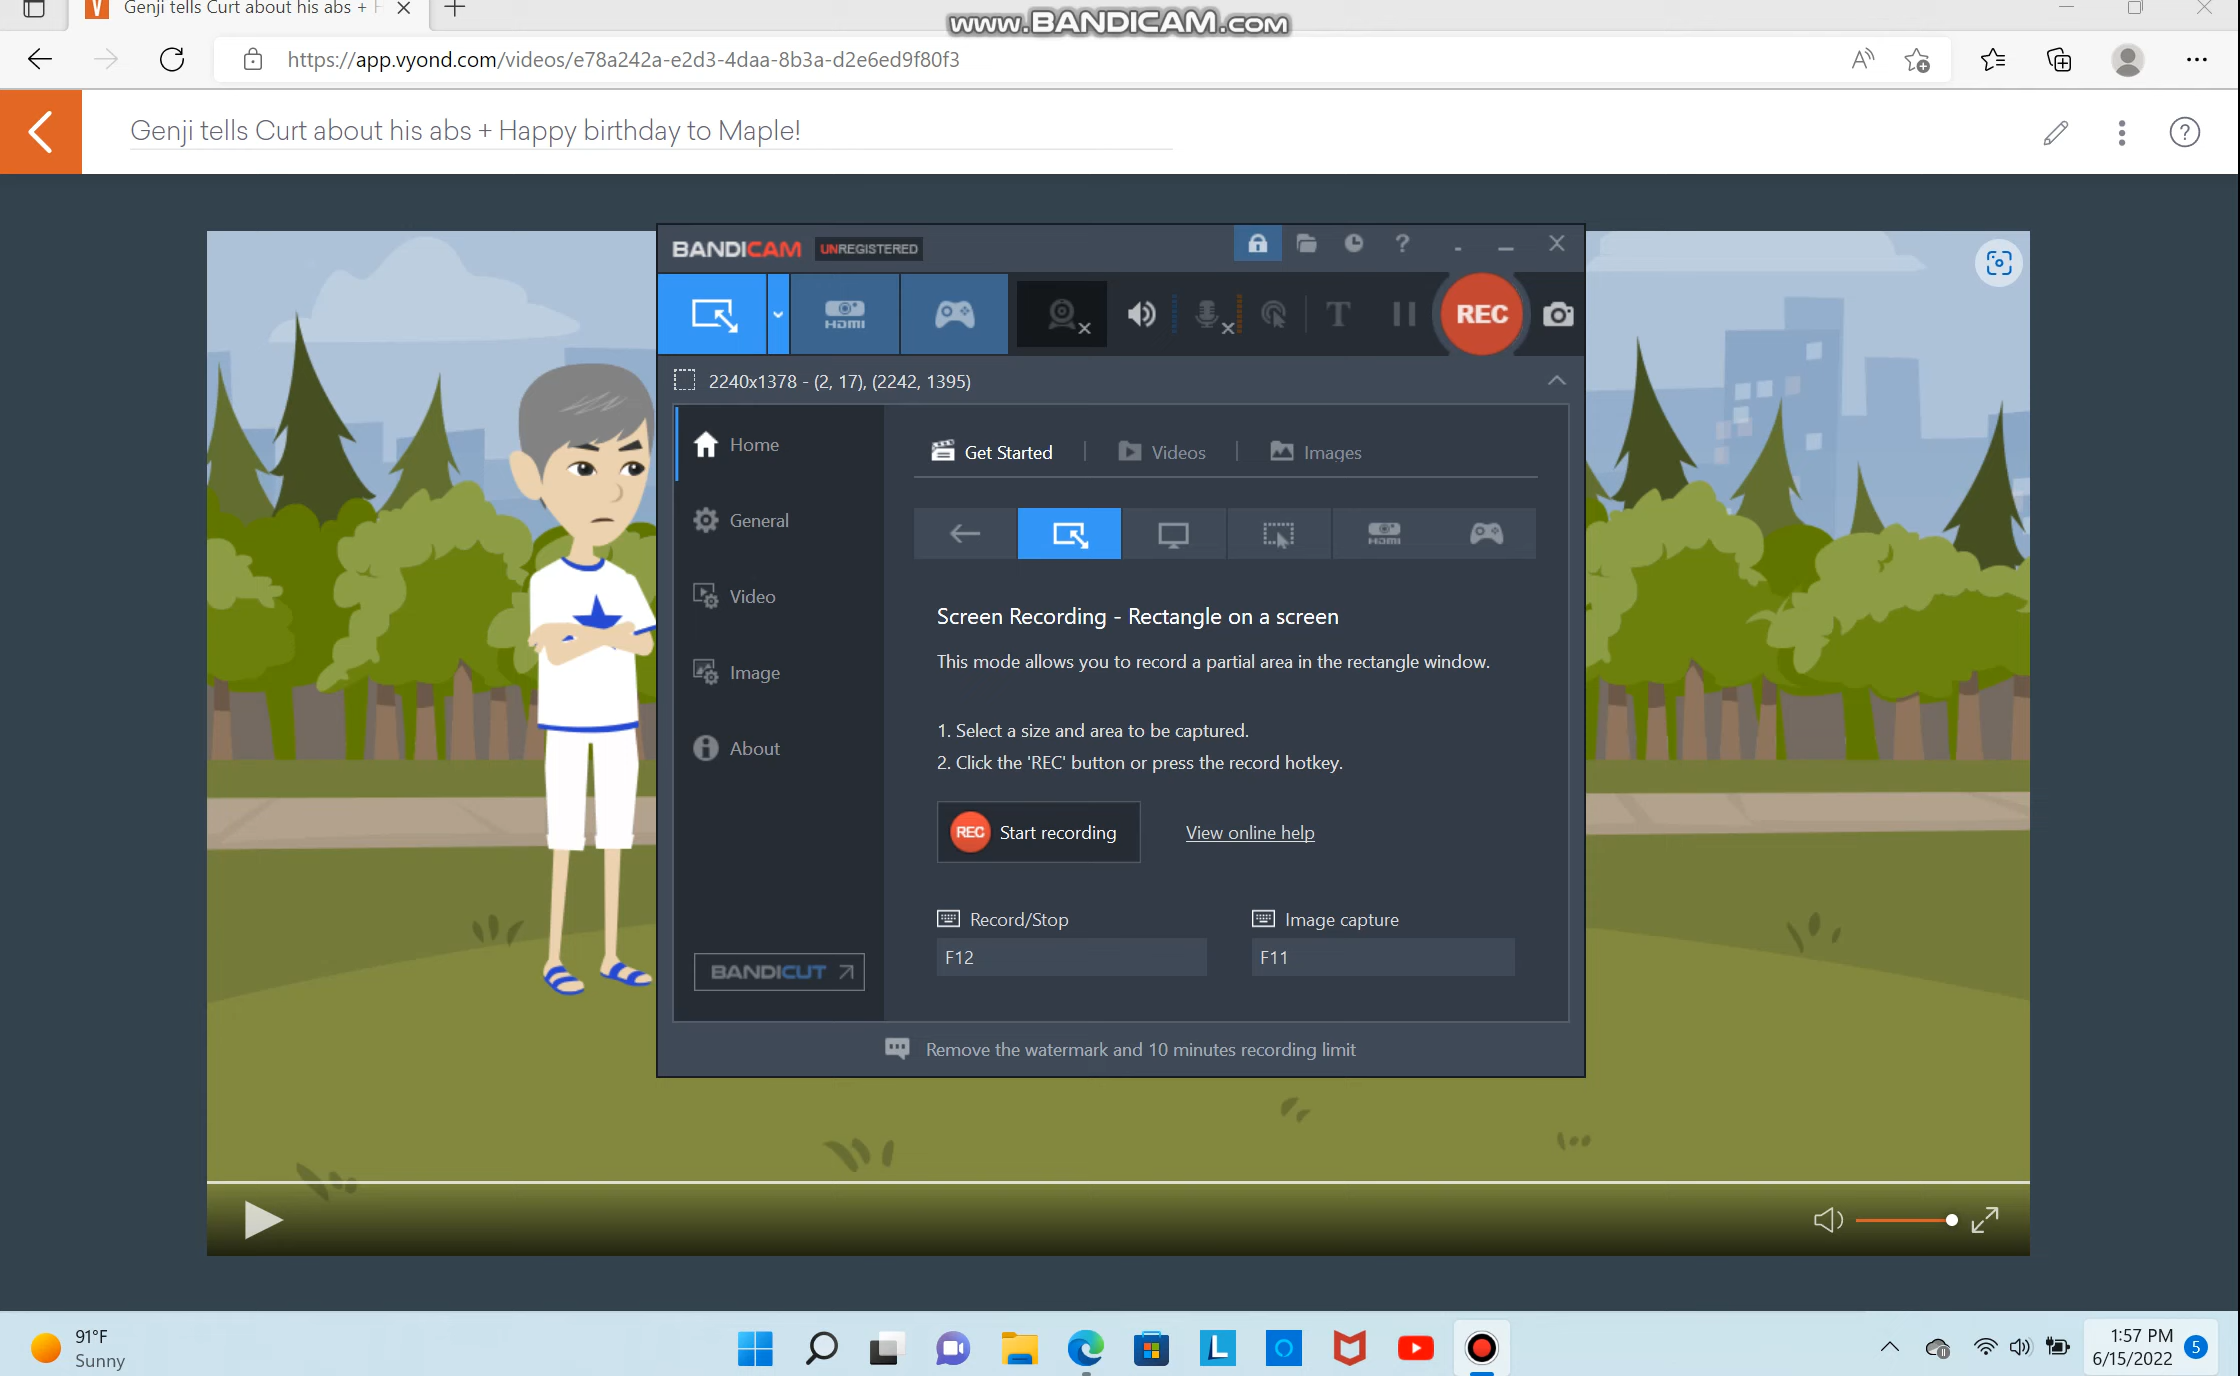 Genji tells Curt about his abs +
www.BANDICAM.com
https://app.vyond.com/videos/e78a242a-e2d3-4daa-8b3a-d2e6ed9f80f3
Genji tells Curt about his abs + Happy birthday to Maple!
BANDICAM UNREGISTERED
HDMI
T
REC
2240x1378 - (2, 17), (2242, 1395)
Home
General
Video
Image
About
BANDICUT
Get Started
Videos
Images
HDMI
Screen Recording - Rectangle on a screen
This mode allows you to record a partial area in the rectangle window.
1. Select a size and area to be captured.
2. Click the 'REC' button or press the record hotkey.
REC Start recording
View online help
Record/Stop
Image capture
F12
F11
Remove the watermark and 10 minutes recording limit
91°F
Sunny
1:57 PM
6/15/2022
5